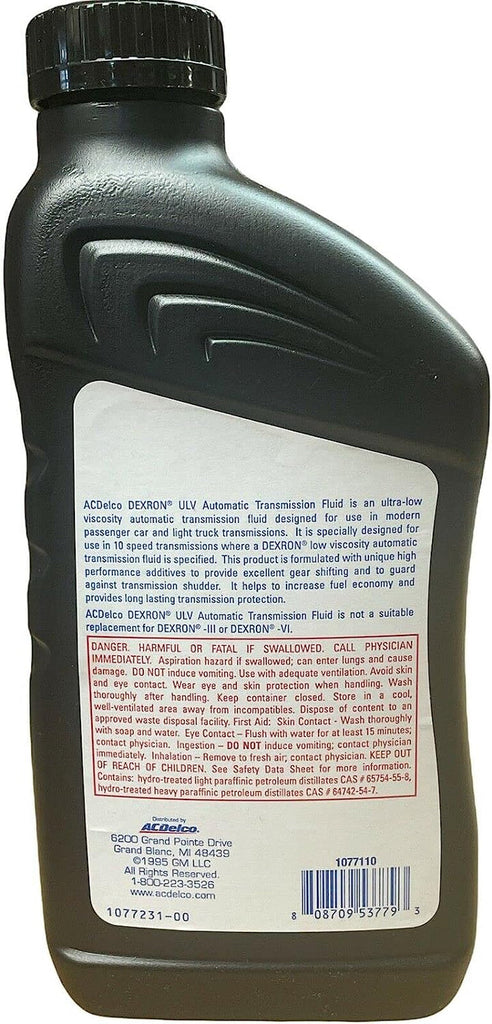 ACDelco DEXRON® ULV Automatic Transmission Fluid is an ultra-low
viscosity automatic transmission fluid designed for use in modern
passenger car and light truck transmissions. It is specially designed for
use in 10 speed transmissions where a DEXRON® low viscosity automatic
transmission fluid is specified. This product is formulated with unique high
performance additives to provide excellent gear shifting and to guard
against transmission shudder. It helps to increase fuel economy and
provides long lasting transmission protection.
ACDelco DEXRON® ULV Automatic Transmission Fluid is not a suitable
replacement for DEXRON® -III or DEXRON® -VI.
DANGER. HARMFUL OR FATAL IF SWALLOWED. CALL PHYSICIAN
IMMEDIATELY. Aspiration hazard if swallowed; can enter lungs and cause
damage. DO NOT induce vomiting. Use with adequate ventilation. Avoid skin
and eye contact. Wear eye and skin protection when handling. Wash
thoroughly after handling. Keep container closed. Store in a cool,
well-ventilated area away from incompatibles. Dispose of content to an
approved waste disposal facility. First Aid: Skin Contact - Wash thoroughly
with soap and water. Eye Contact – Flush with water for at least 15 minutes;
contact physician. Ingestion – DO NOT induce vomiting; contact physician
immediately. Inhalation – Remove to fresh air; contact physician. KEEP OUT
OF REACH OF CHILDREN. See Safety Data Sheet for more information.
Contains: hydro-treated light paraffinic petroleum distillates CAS # 65754-55-8,
hydro-treated heavy paraffinic petroleum distillates CAS # 64742-54-7.
Distributed by
ACDelco.
6200 Grand Pointe Drive
Grand Blanc, MI 48439
©1995 GM LLC
All Rights Reserved.
1-800-223-3526
www.acdelco.com
1077231-00
1077110
8 08709 53779 3